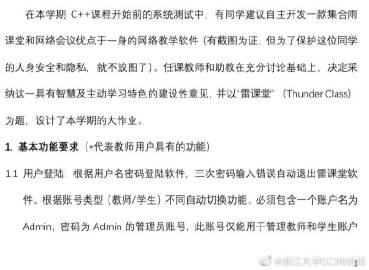 在本学期 C++课程开始前的系统测试中，有同学建议自主开发一款集合雨
课堂和网络会议优点于一身的网络教学软件（有截图为证，但为了保护这位同学
的人身安全和隐私，就不放图了）。任课教师和助教在充分讨论基础上，决定采
纳这一具有智慧及主动学习特色的建设性意见，并以“雷课堂”（Thunder Class）
为题，设计了本学期的大作业。
1. 基本功能要求（*代表教师用户具有的功能）
1.1 用户登陆：根据用户名密码登陆软件，三次密码输入错误自动退出雷课堂软
件。根据账号类型（教师/学生）不同自动切换功能。必须包含一个账户名为
Admin，密码为 Admin 的管理员账号，此账号仅能用于管理教师和学生账户
1